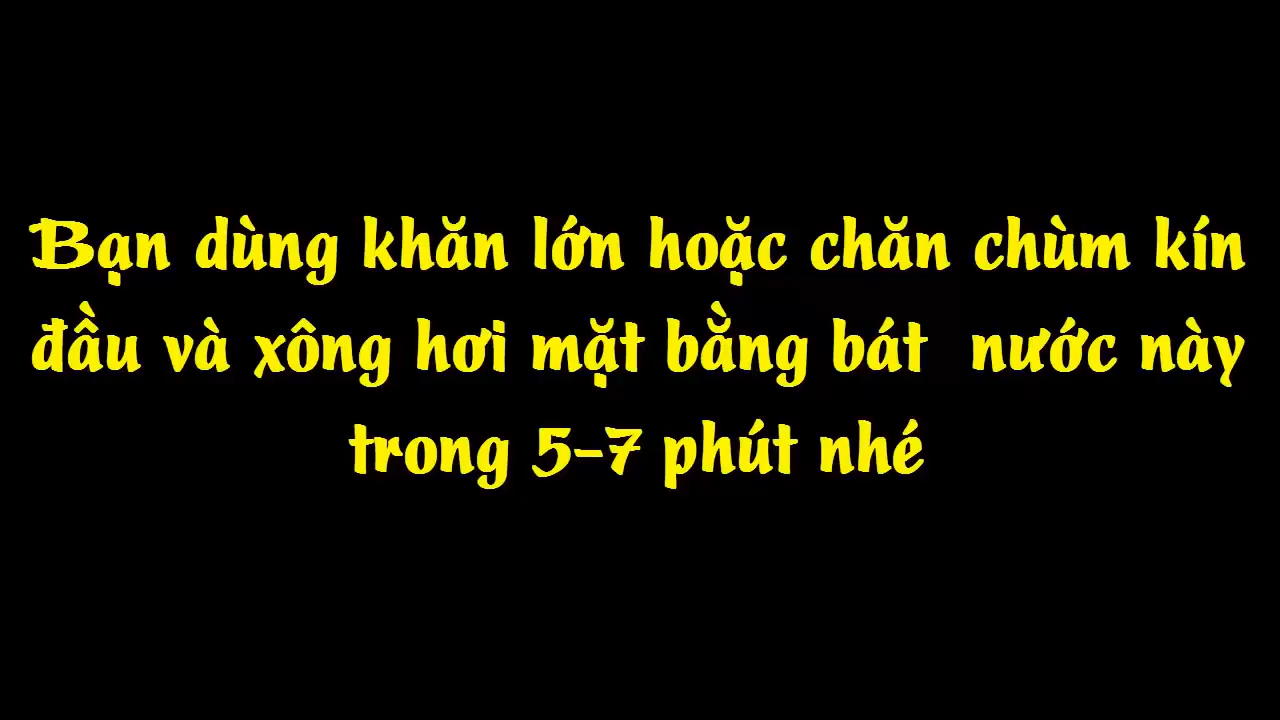 Bạn dùng khăn lớn hoặc chăn chùm kín
đầu và xông hơi mặt bằng bát  nước này
trong 5-7 phút nhé